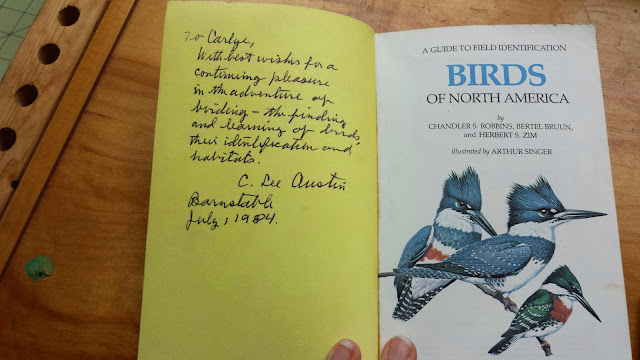 To Carlye,
With best wishes for a
continuing pleasure
in the adventure of
birding – the finding
and learning of birds,
their identification and
habitats.
C. Lee Austin
Barnstable
July, 1984.
A GUIDE TO FIELD IDENTIFICATION
BIRDS
OF NORTH AMERICA
by
CHANDLER S. ROBBINS, BERTEL BRUUN,
and HERBERT S. ZIM
illustrated by ARTHUR SINGER